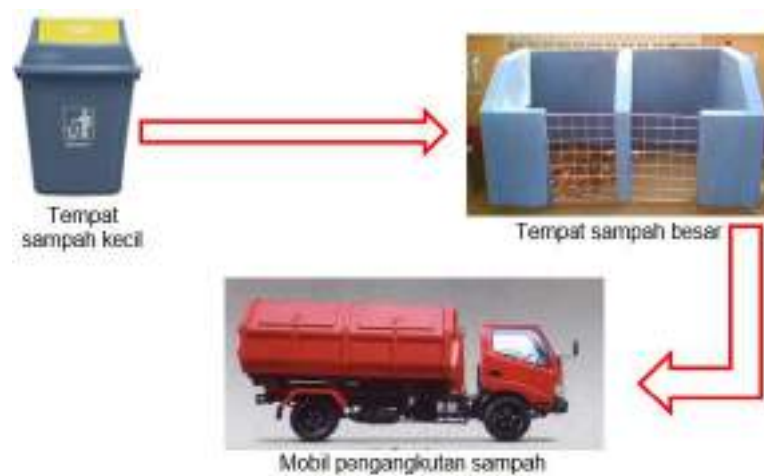 Tempat
sampah kecil
Tempat sampah besar
Mobil pengangkutan sampah